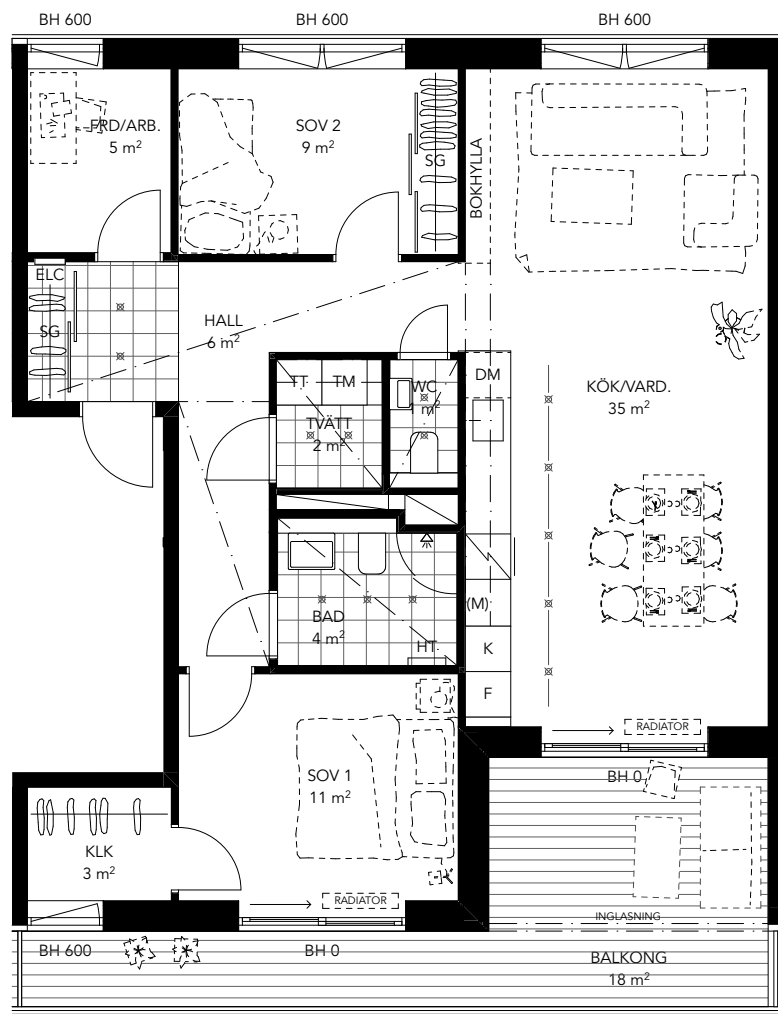 BH 600
BH 600
BH 600
FRD/ARB.
5 m²
SOV 2
9 m²
SG
BOKHYLLA
ELC
SG
HALL
6 m²
TT
TM
TVÄTT
2 m²
WC
1 m²
DM
KÖK/VARD.
35 m²
BAD
4 m²
HT
(M)
K
F
SOV 1
11 m²
RADIATOR
RADIATOR
BH 0
KLK
3 m²
INGLASNING
BH 600
BH 0
BALKONG
18 m²